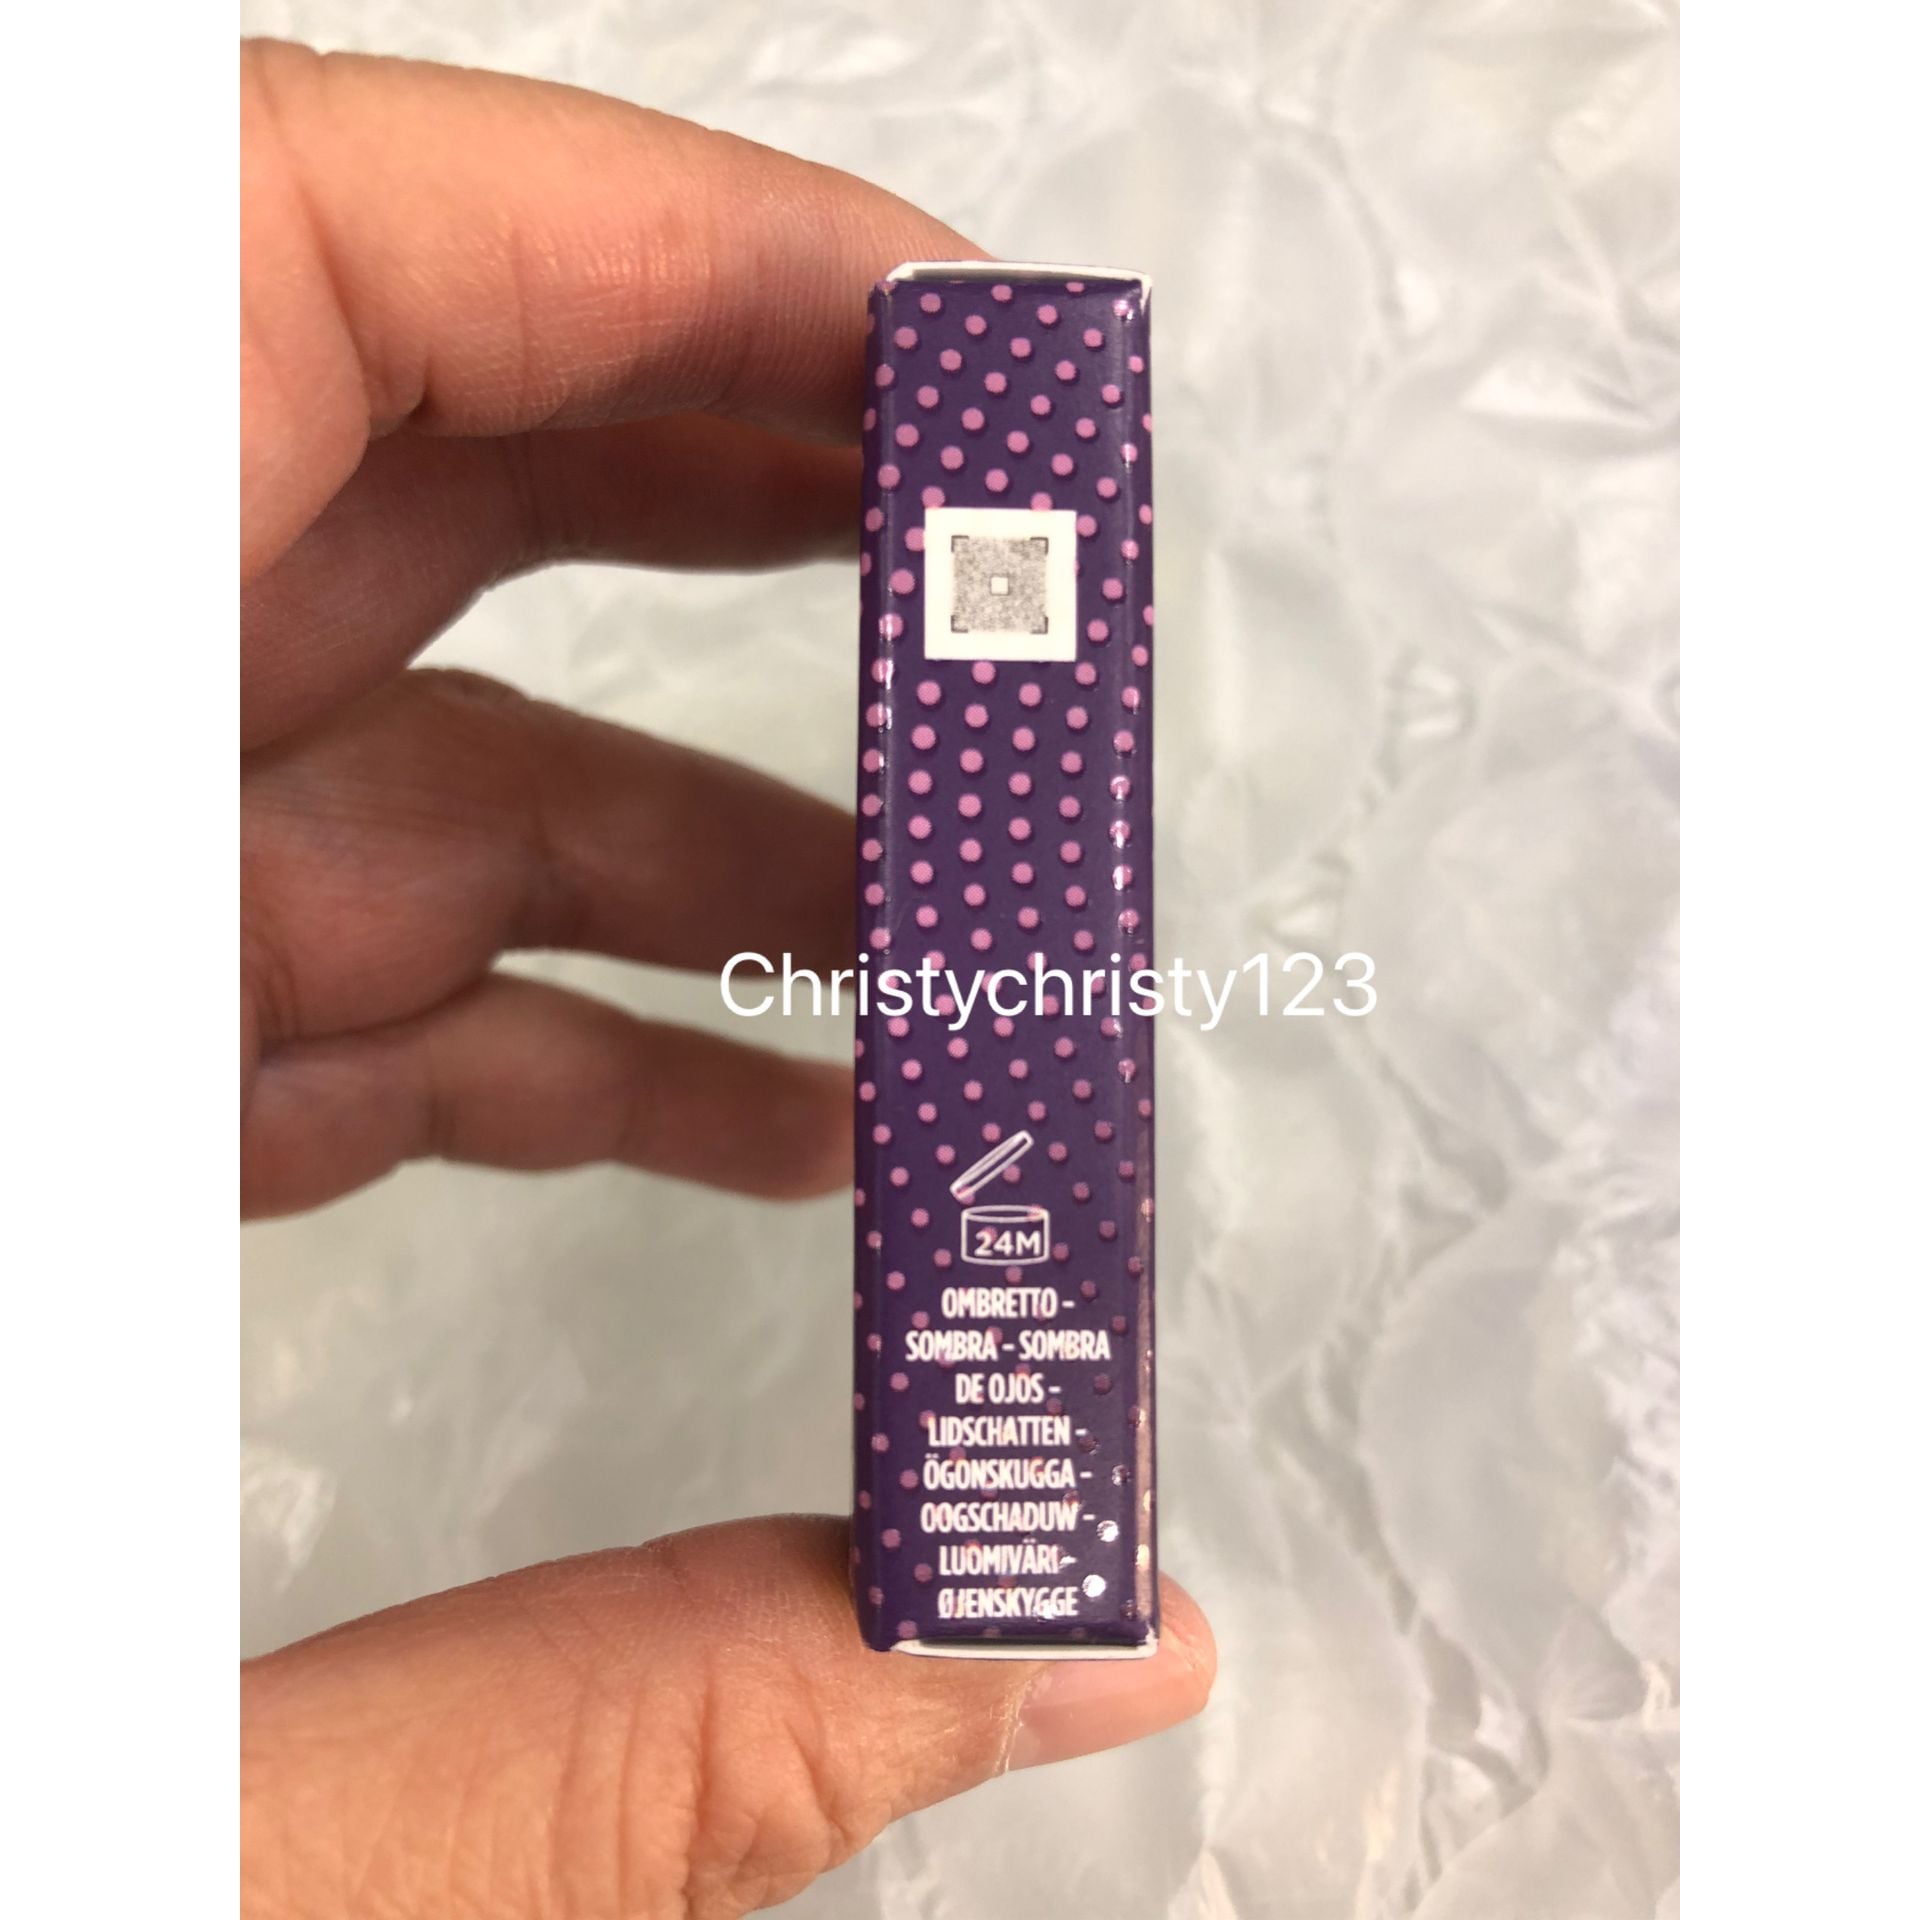 Christychristy123
24M
OMBRETTO -
SOMBRA - SOMBRA
DE OJOS -
LIDSCHATTEN -
ÖGONSKUGGA -
OOGSCHADUW -
LUOMIVÄRI -
ØJENSKYGGE